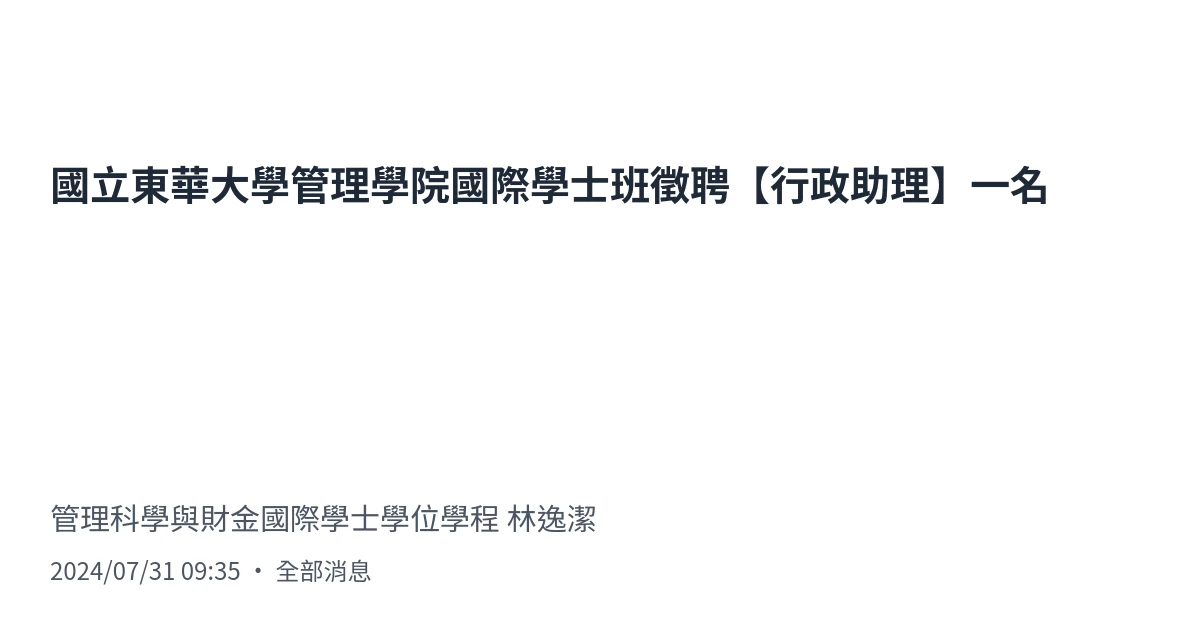 國立東華大學管理學院國際學士班徵聘【行政助理】一名
管理科學與財金國際學士學位學程 林逸潔
2024/07/31 09:35 • 全部消息